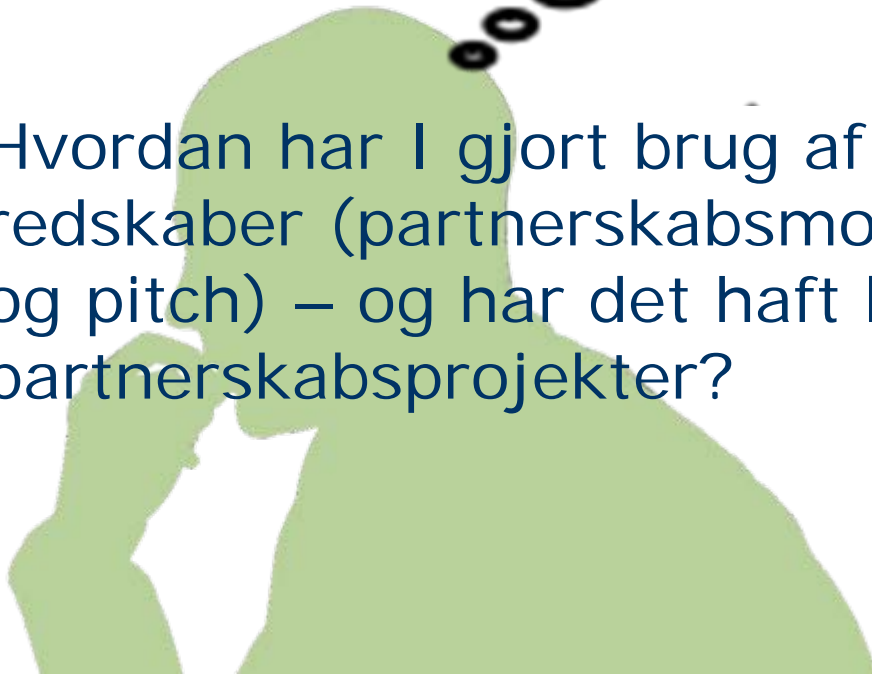 Hvordan har I gjort brug af
redskaber (partnerskabsmo
og pitch) – og har det haft
partnerskabsprojekter?